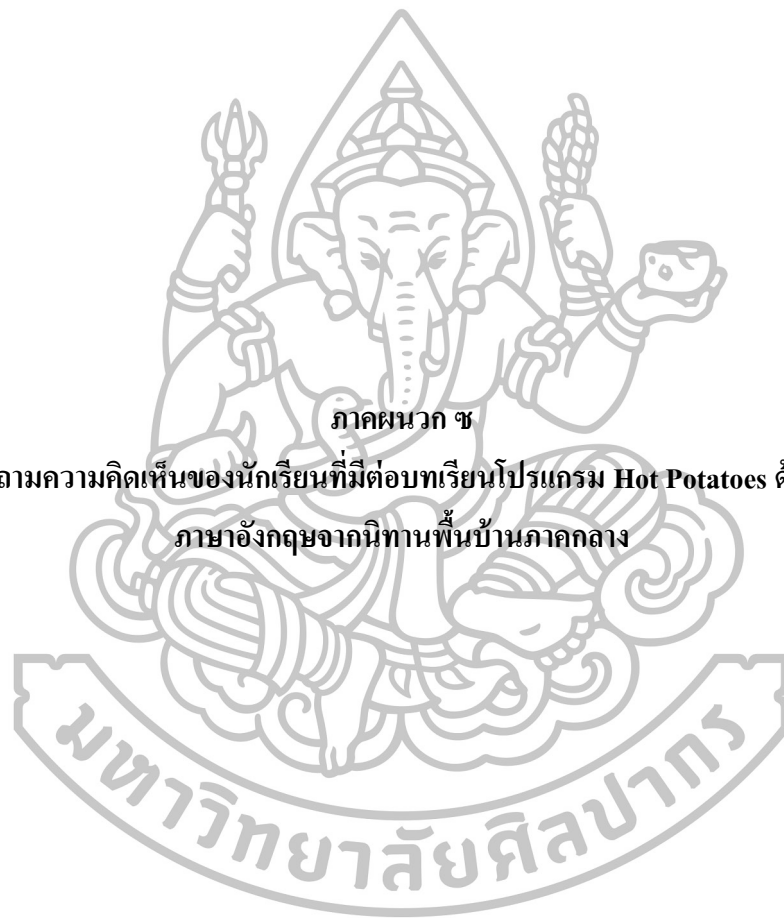 ภาคผนวก ซ
ถามความคิดเห็นของนักเรียนที่มีต่อบทเรียนโปรแกรม Hot Potatoes
ภาษาอังกฤษจากนิทานพื้นบ้านภาคกลาง
มหาวิทยาลัยศิลปากร